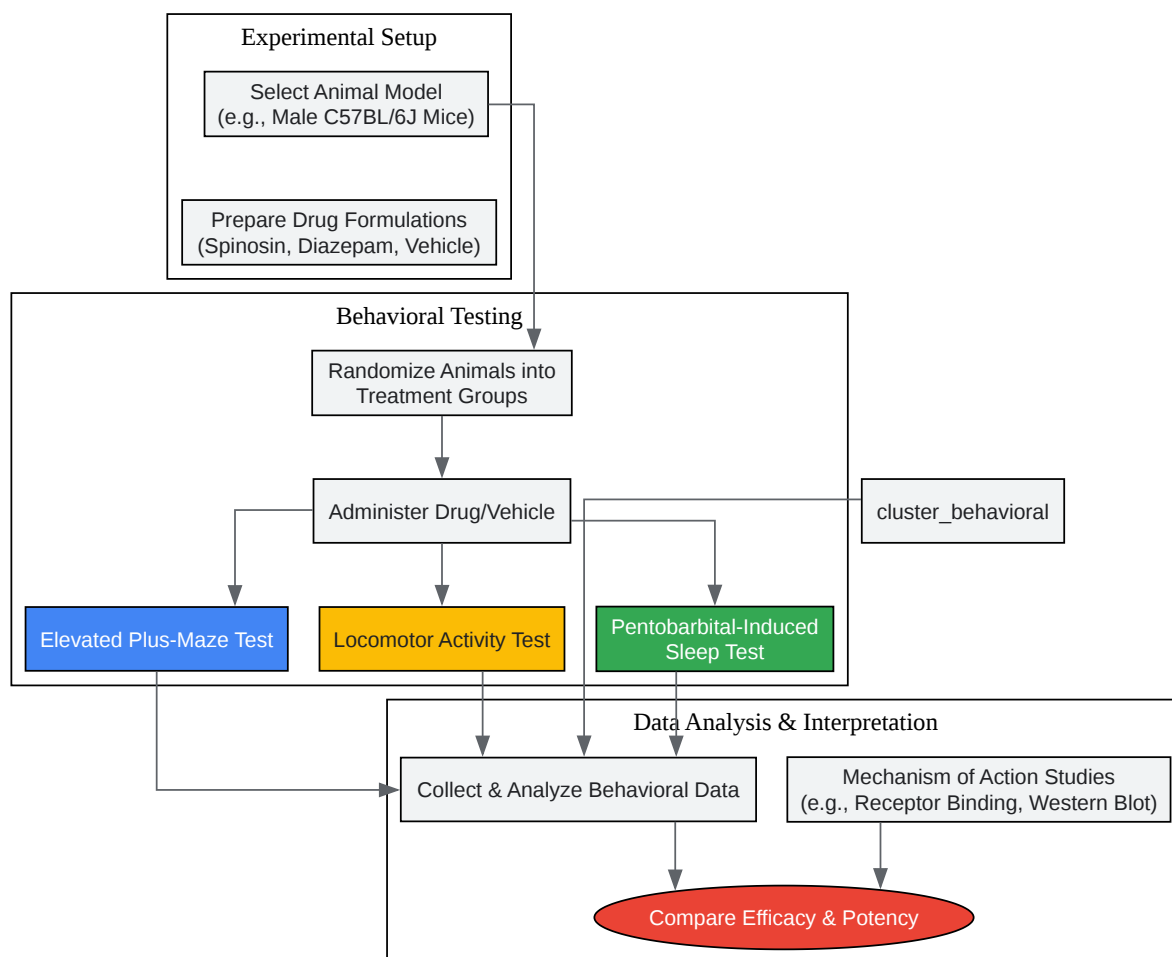 Experimental Setup
Select Animal Model
(e.g., Male C57BL/6J Mice)
Prepare Drug Formulations
(Spinosin, Diazepam, Vehicle)
Behavioral Testing
Randomize Animals into
Treatment Groups
Administer Drug/Vehicle
cluster_behavioral
Elevated Plus-Maze Test
Locomotor Activity Test
Pentobarbital-Induced
Sleep Test
Data Analysis & Interpretation
Collect & Analyze Behavioral Data
Mechanism of Action Studies
(e.g., Receptor Binding, Western Blot)
Compare Efficacy & Potency